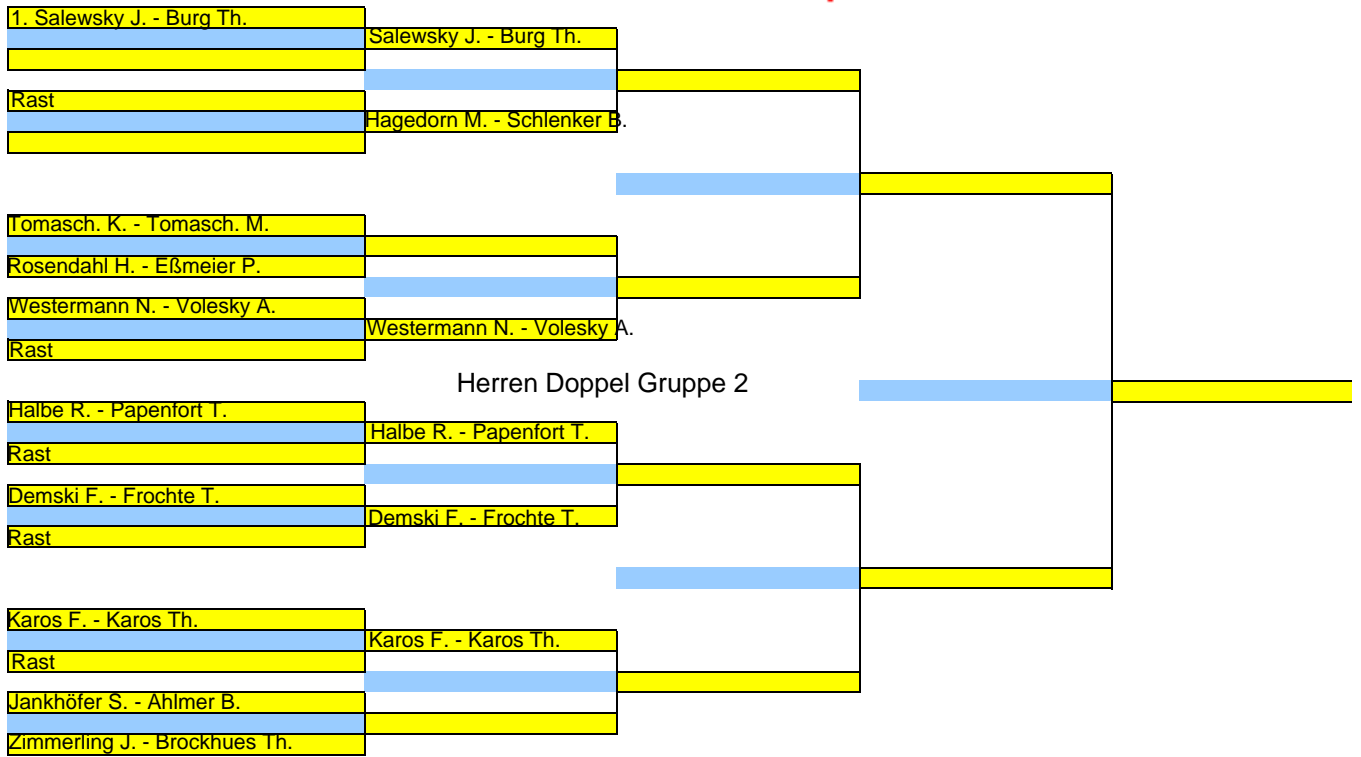 1. Salewsky J. - Burg Th.
Salewsky J. - Burg Th.
Rast
Hagedorn M. - Schlenker B.
Tomasch. K. - Tomasch. M.
Rosendahl H. - Eßmeier P.
Westermann N. - Volesky A.
Westermann N. - Volesky A.
Rast
Herren Doppel Gruppe 2
Halbe R. - Papenfort T.
Halbe R. - Papenfort T.
Rast
Demski F. - Frochte T.
Demski F. - Frochte T.
Rast
Karos F. - Karos Th.
Karos F. - Karos Th.
Rast
Jankhöfer S. - Ahlmer B.
Zimmerling J. - Brockhues Th.